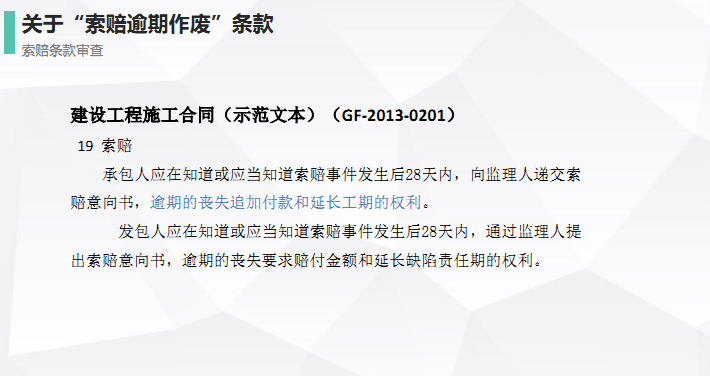 关于“索赔逾期作废”条款
索赔条款审查
建设工程施工合同（示范文本）（GF-2013-0201）
19 索赔
承包人应在知道或应当知道索赔事件发生后28天内，向监理人递交索
赔意向书，逾期的丧失追加付款和延长工期的权利。
发包人应在知道或应当知道索赔事件发生后28天内，通过监理人提
出索赔意向书，逾期的丧失要求赔付金额和延长缺陷责任期的权利。